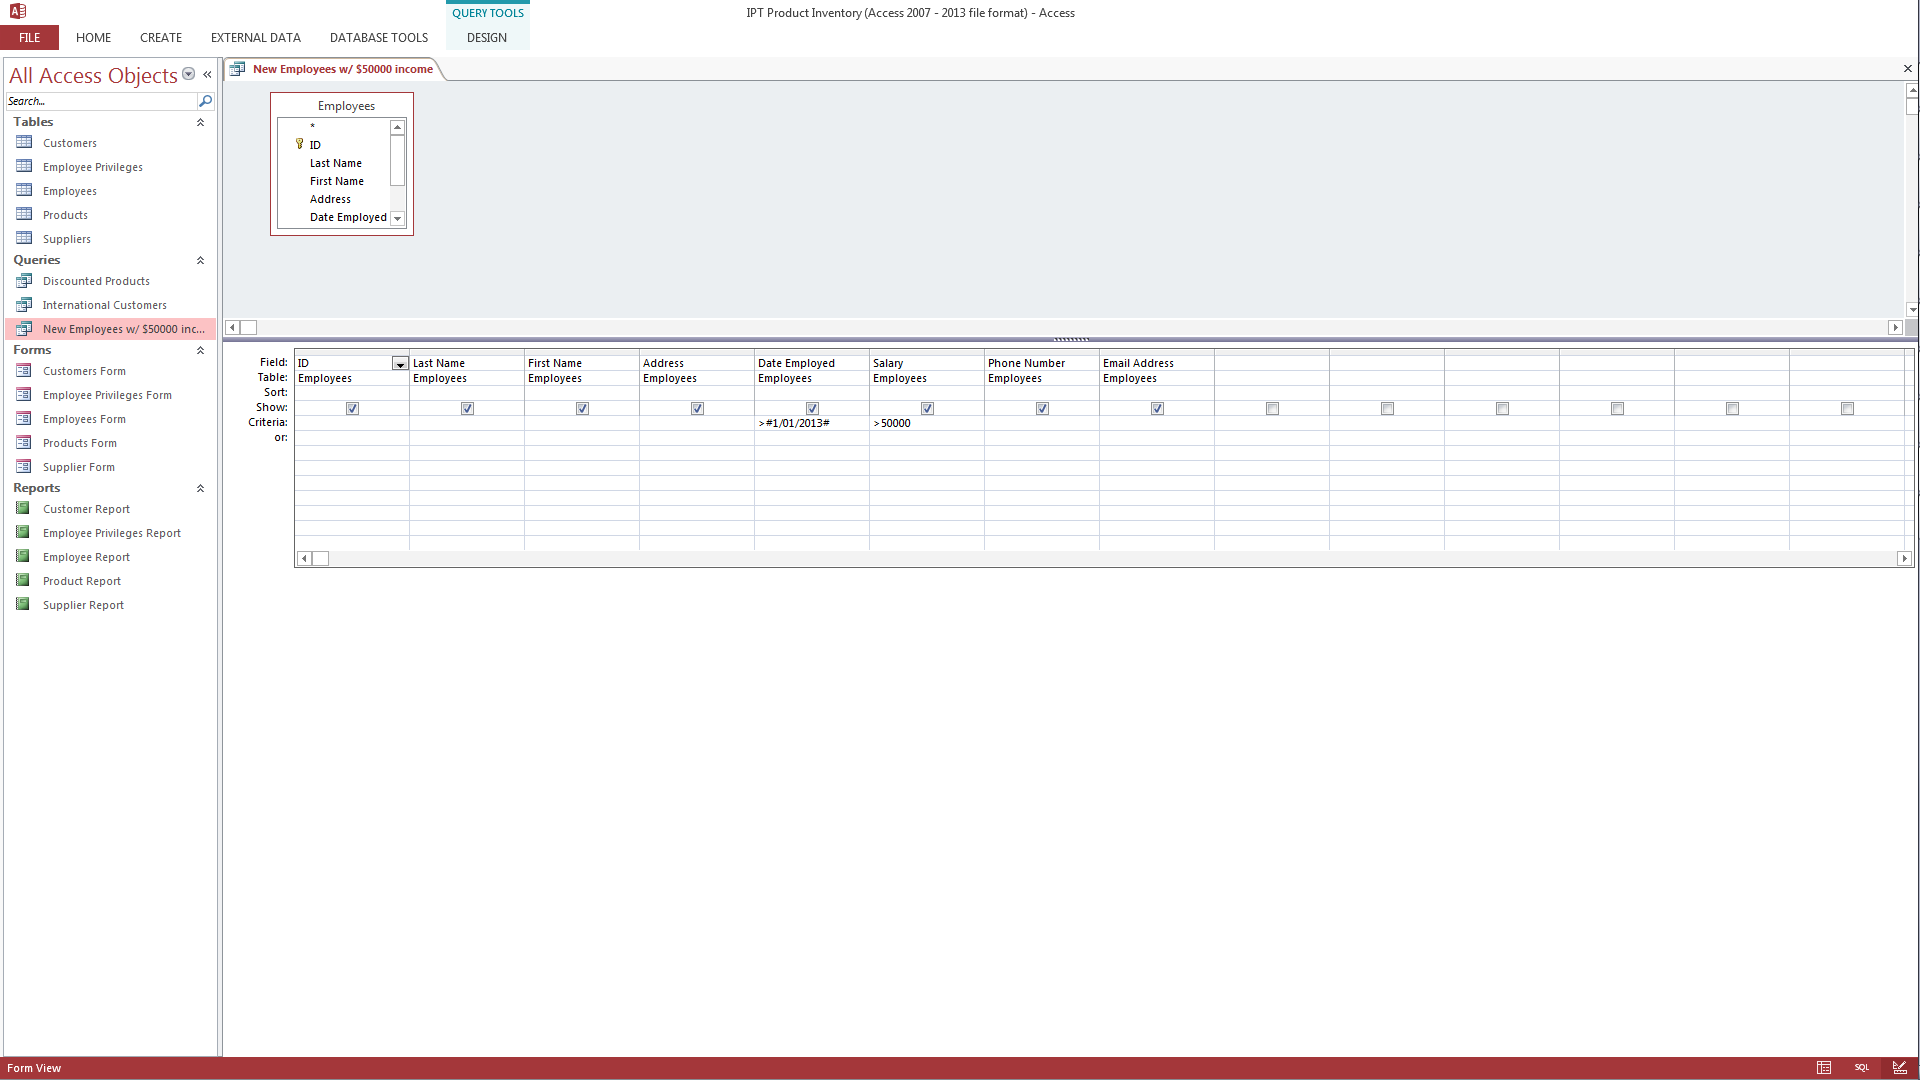 QUERY TOOLS
IPT Product Inventory (Access 2007 - 2013 file format) - Access
FILE HOME CREATE EXTERNAL DATA DATABASE TOOLS DESIGN
All Access Objects
Search...
Tables
Customers
Employee Privileges
Employees
Products
Suppliers
Queries
Discounted Products
International Customers
New Employees w/ $50000 inc...
Forms
Customers Form
Employee Privileges Form
Employees Form
Products Form
Supplier Form
Reports
Customer Report
Employee Privileges Report
Employee Report
Product Report
Supplier Report
New Employees w/ $50000 income
Employees
*
ID
Last Name
First Name
Address
Date Employed
Field: ID Last Name First Name Address Date Employed Salary Phone Number Email Address
Table: Employees Employees Employees Employees Employees Employees Employees Employees
Sort:
Show:
Criteria: >#1/01/2013# >50000
or:
Form View SQL